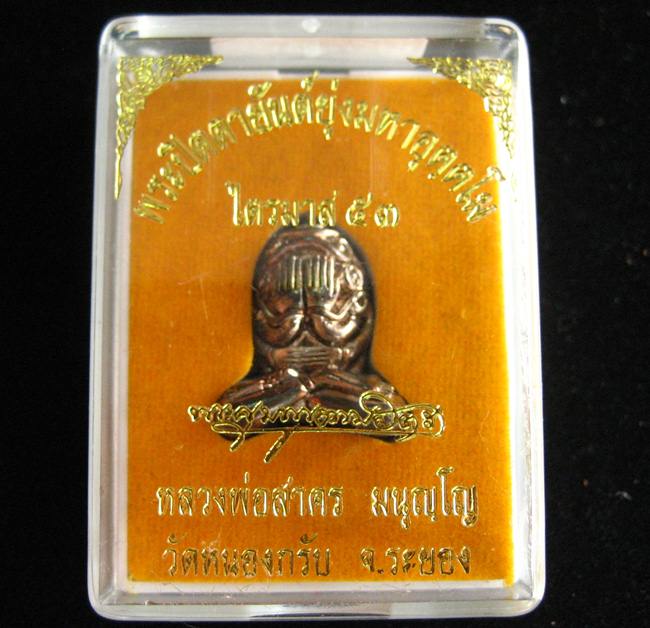 พระปิดตายันต์ยุ่งมหาอุตฺตโม
ไตรมาส ๕๓
หลวงพ่อสาคร มนุญฺโญ
วัดหนองกรับ จ.ระยอง